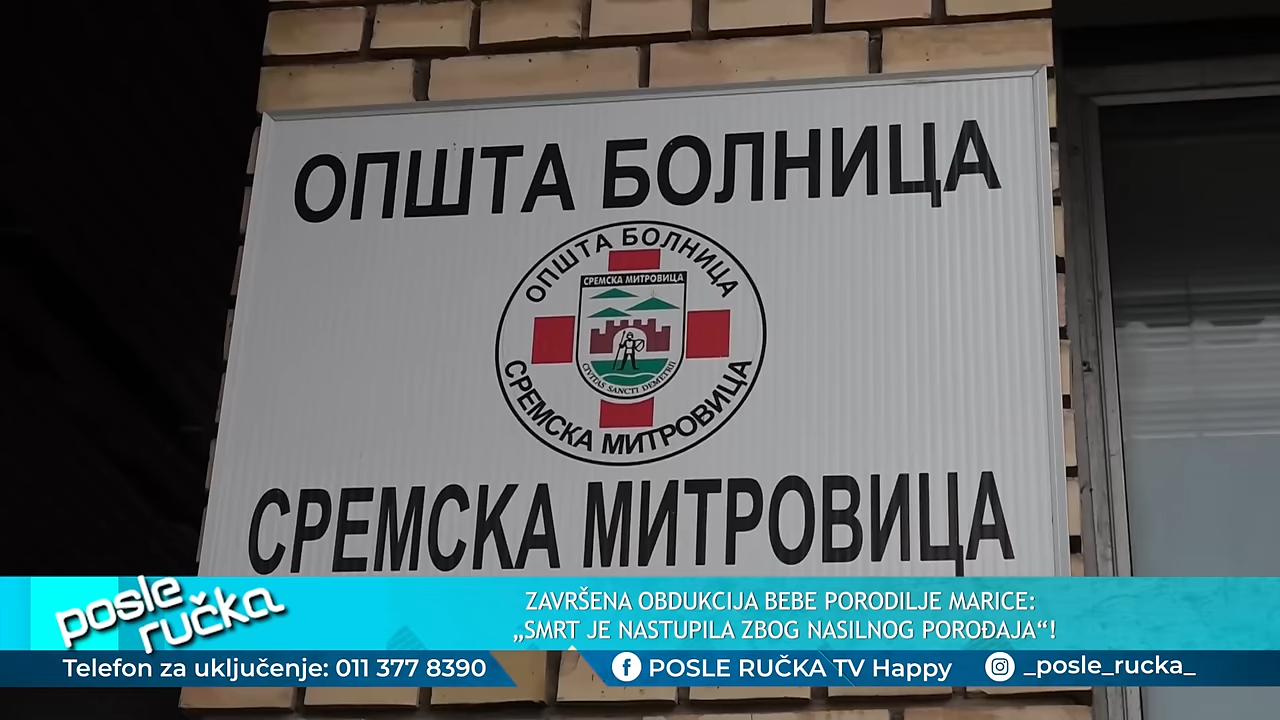 ОПШТА БОЛНИЦА
ОПШТА БОЛНИЦА
СРЕМСКА МИТРОВИЦА
CIVITAS SANCTI DEMETRII
СРЕМСКА МИТРОВИЦА
СРЕМСКА МИТРОВИЦА
posle
ručka
ZAVRŠENA OBDUKCIJA BEBE PORODILJE MARICE:
„SMRT JE NASTUPILA ZBOG NASILNOG POROĐAJA“!
Telefon za uključenje: 011 377 8390
POSLE RUČKA TV Happy
_posle_rucka_